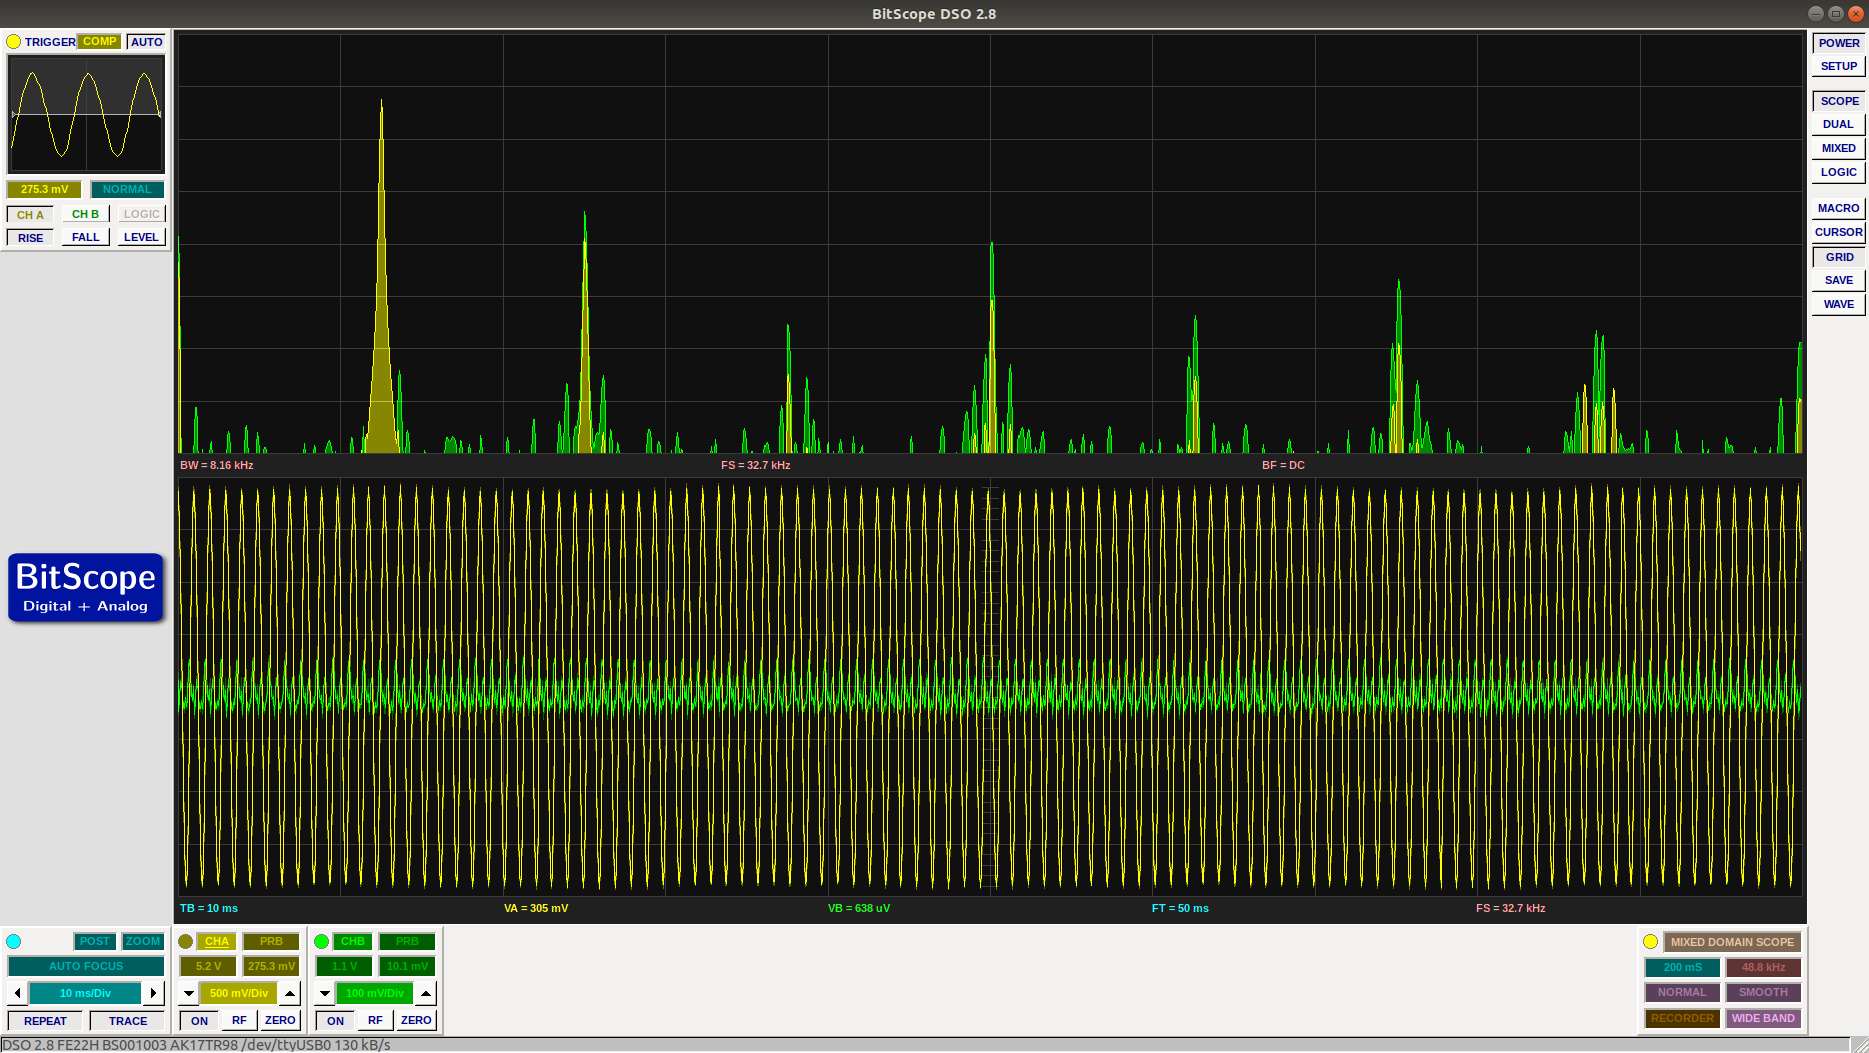 BitScope DSO 2.8
TRIGGER COMP AUTO
275.3 mV NORMAL
CH A CH B LOGIC
RISE FALL LEVEL
BW = 8.16 kHz FS = 32.7 kHz BF = DC
BitScope
Digital + Analog
TB = 10 ms VA = 305 mV VB = 638 uV FT = 50 ms FS = 32.7 kHz
POWER
SETUP
SCOPE
DUAL
MIXED
LOGIC
MACRO
CURSOR
GRID
SAVE
WAVE
POST ZOOM
AUTO FOCUS
10 ms/Div
REPEAT TRACE
CHA PRB
5.2 V 275.3 mV
500 mV/Div
ON RF ZERO
CHB PRB
1.1 V 10.1 mV
100 mV/Div
ON RF ZERO
MIXED DOMAIN SCOPE
200 mS 48.8 kHz
NORMAL SMOOTH
RECORDER WIDE BAND
DSO 2.8 FE22H BS001003 AK17TR98 /dev/ttyUSB0 130 kB/s